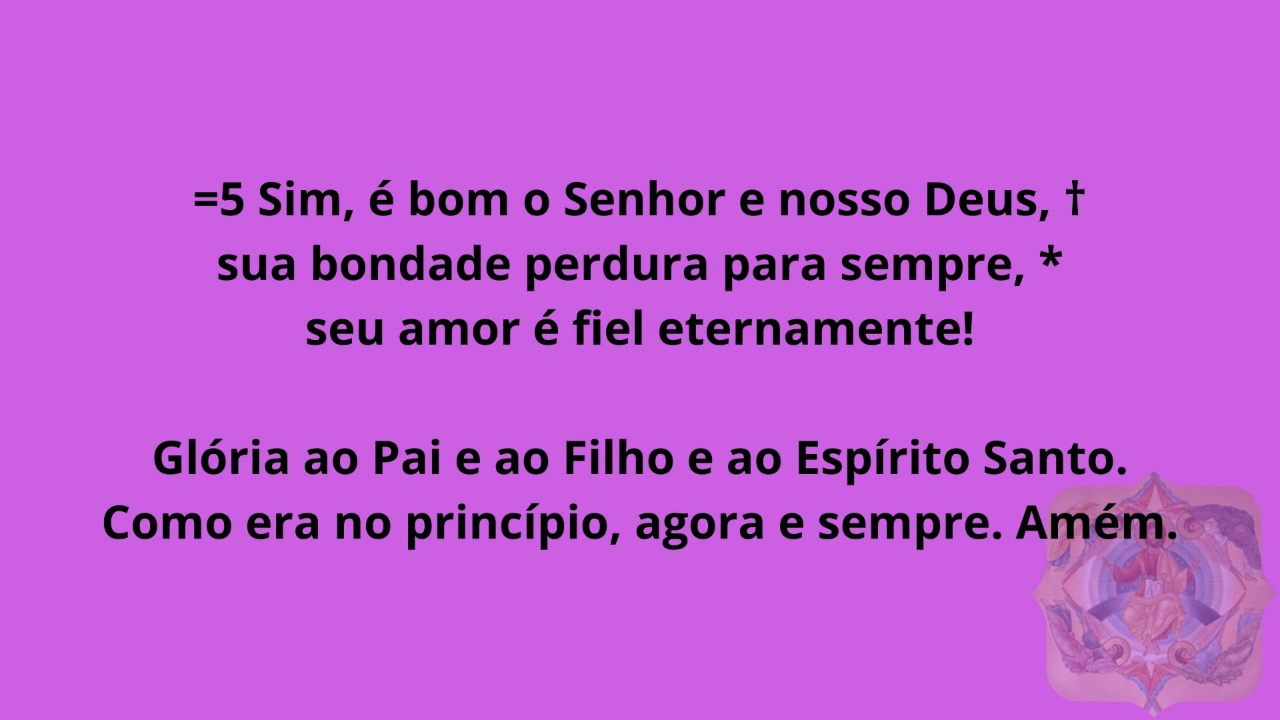 =5 Sim, é bom o Senhor e nosso Deus, †
sua bondade perdura para sempre, *
seu amor é fiel eternamente!
Glória ao Pai e ao Filho e ao Espírito Santo.
Como era no princípio, agora e sempre. Amém.